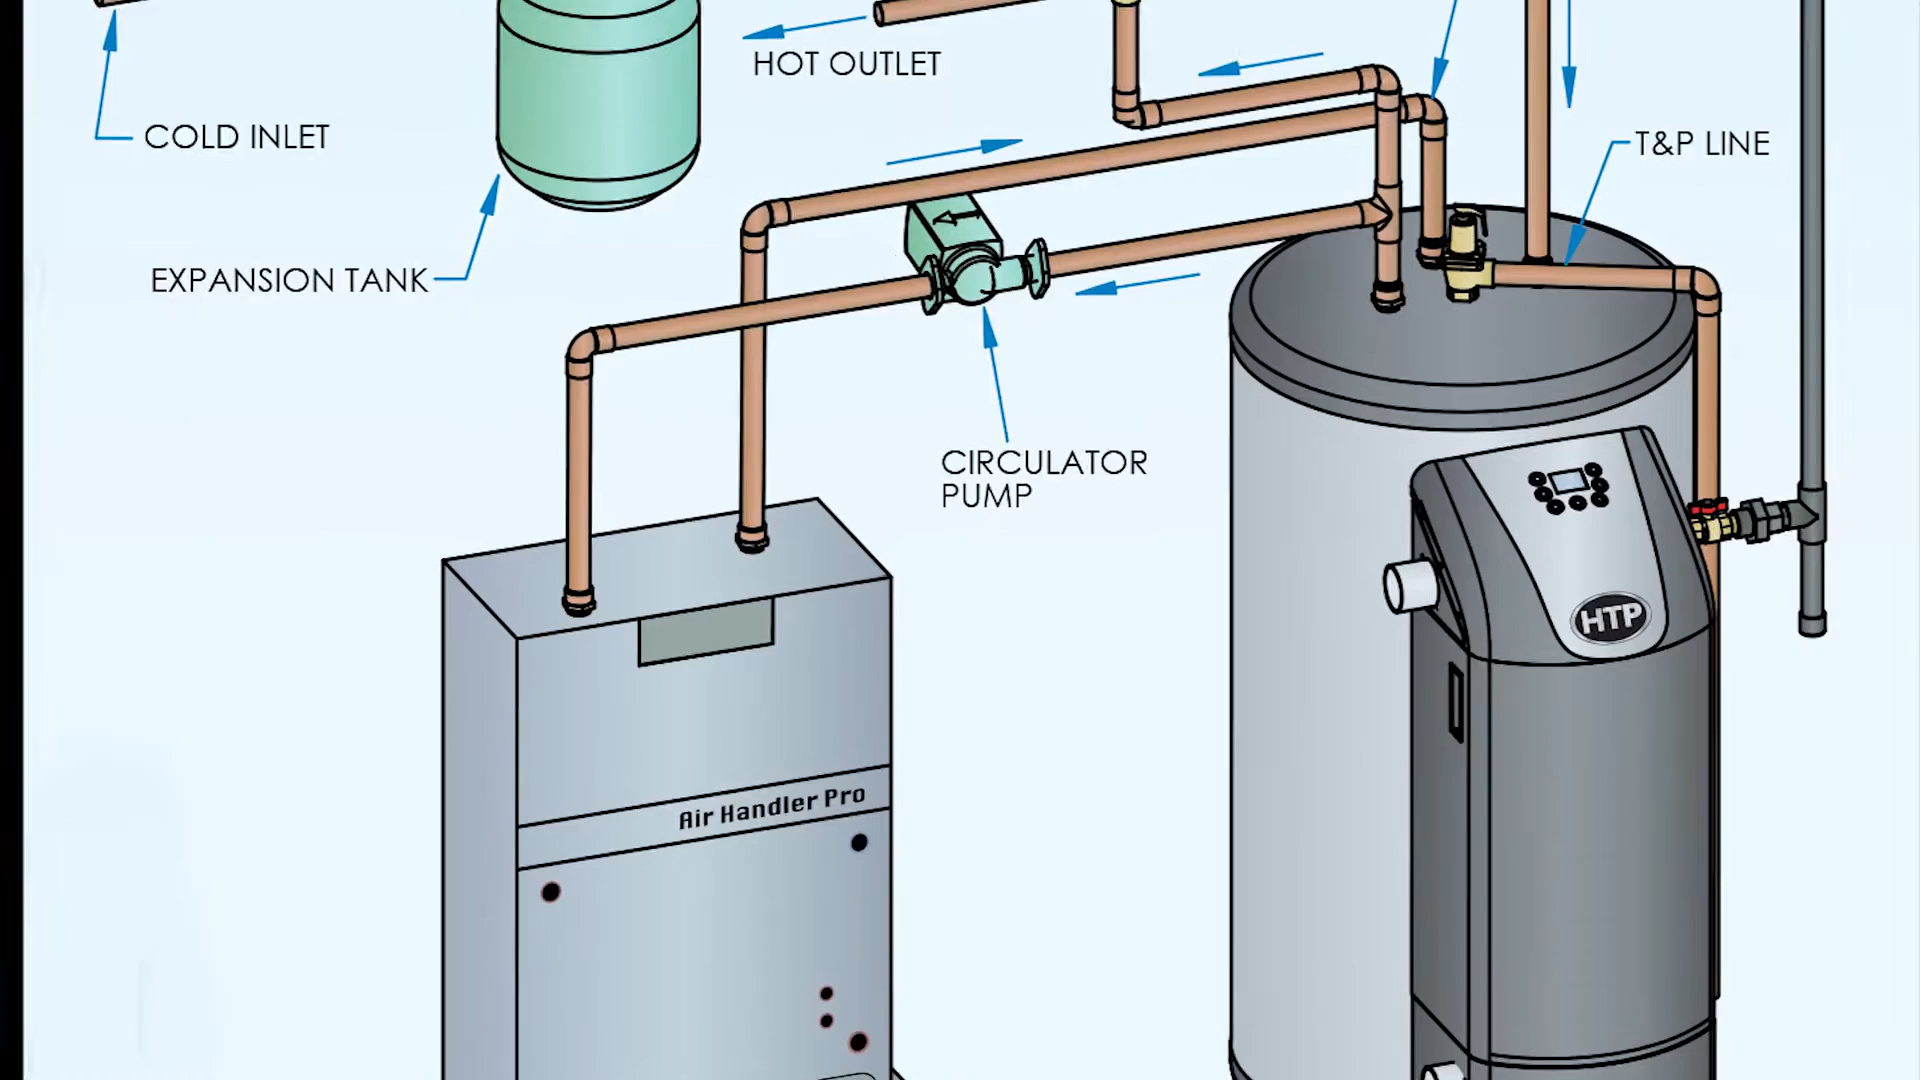 HOT OUTLET
COLD INLET
T&P LINE
EXPANSION TANK
CIRCULATOR
PUMP
HTP
Air Handler Pro